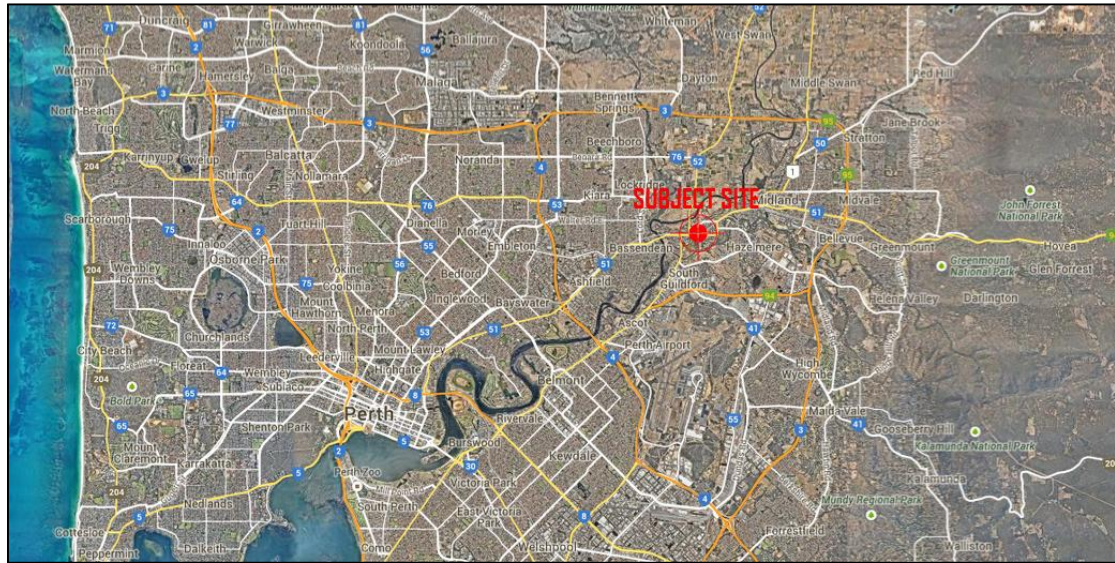 Duncraig
Girrawheen
Whiteman
West Swan
Marmion
Warwick
Koondoola
Ballajura
Watermans
Bay
Carine
Hamersley
Balga
Beach Rd
Malaga
Dayton
Middle Swan
Red Hill
North Beach
Westminster
Bennett
Springs
Jane Brook
Trigg
Stratton
Karrinyup
Gwelup
Balcatta
Noranda
Beechboro
Stirling
Nollamara
Kiara
Lockridge
SUBJECT SITE
Midland
Midvale
John Forrest
National Park
Scarborough
Tuart Hill
Dianella
Morley
Walter Rd
Innaloo
Osborne Park
Yokine
Embleton
Bassendean
Hazelmere
Bellevue
Greenmount
Hovea
Wembley
Downs
Coolbinia
Bedford
Ashfield
South
Guildford
Greenmount
National Park
Glen Forrest
Mount
Hawthorn
Menora
Inglewood
Bayswater
Helena Valley
Darlington
Churchlands
North Perth
Ascot
City Beach
Floreat
Leederville
Mount Lawley
Perth Airport
Wembley
Highgate
High
Wycombe
Bold Park
Subiaco
Belmont
Perth
Rivervale
Maida Vale
Gooseberry Hill
Mount
Claremont
Shenton Park
Burswood
Kewdale
Kalamunda National Park
Karrakatta
Perth Zoo
Victoria Park
Kalamunda
Nedlands
South Perth
East Victoria
Park
Mundy Regional Park
Cottesloe
Forrestfield
Peppermint
Dalkeith
Como
Welshpool
Walliston